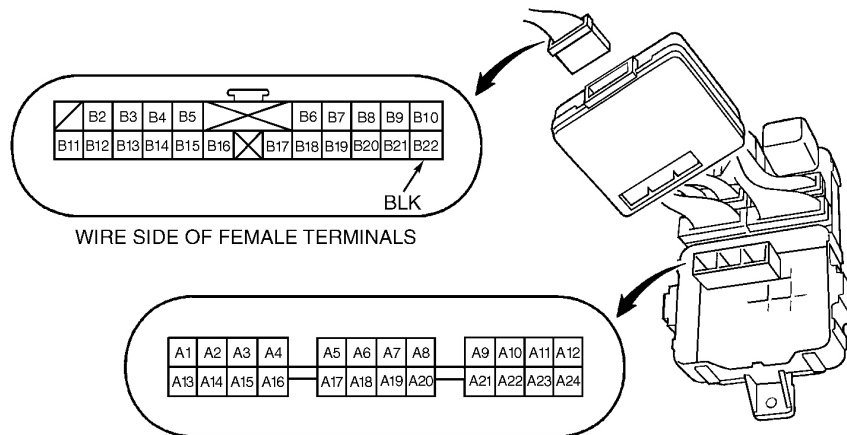 B2 B3 B4 B5 B6 B7 B8 B9 B10
B11 B12 B13 B14 B15 B16 B17 B18 B19 B20 B21 B22
BLK
WIRE SIDE OF FEMALE TERMINALS
A1 A2 A3 A4 A5 A6 A7 A8 A9 A10 A11 A12
A13 A14 A15 A16 A17 A18 A19 A20 A21 A22 A23 A24